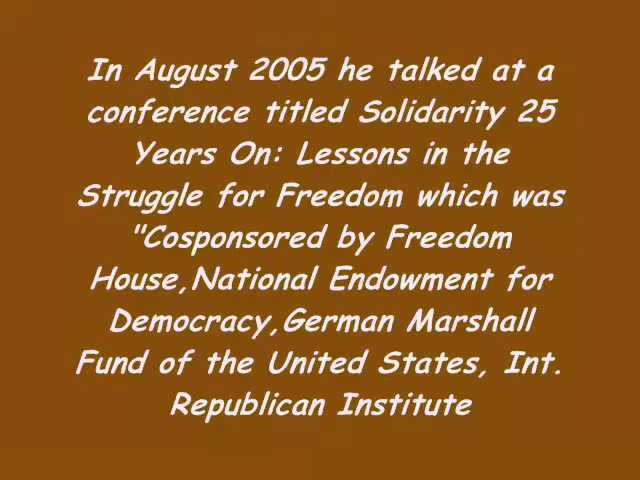 In August 2005 he talked at a
conference titled Solidarity 25
Years On: Lessons in the
Struggle for Freedom which was
"Cosponsored by Freedom
House,National Endowment for
Democracy,German Marshall
Fund of the United States, Int.
Republican Institute